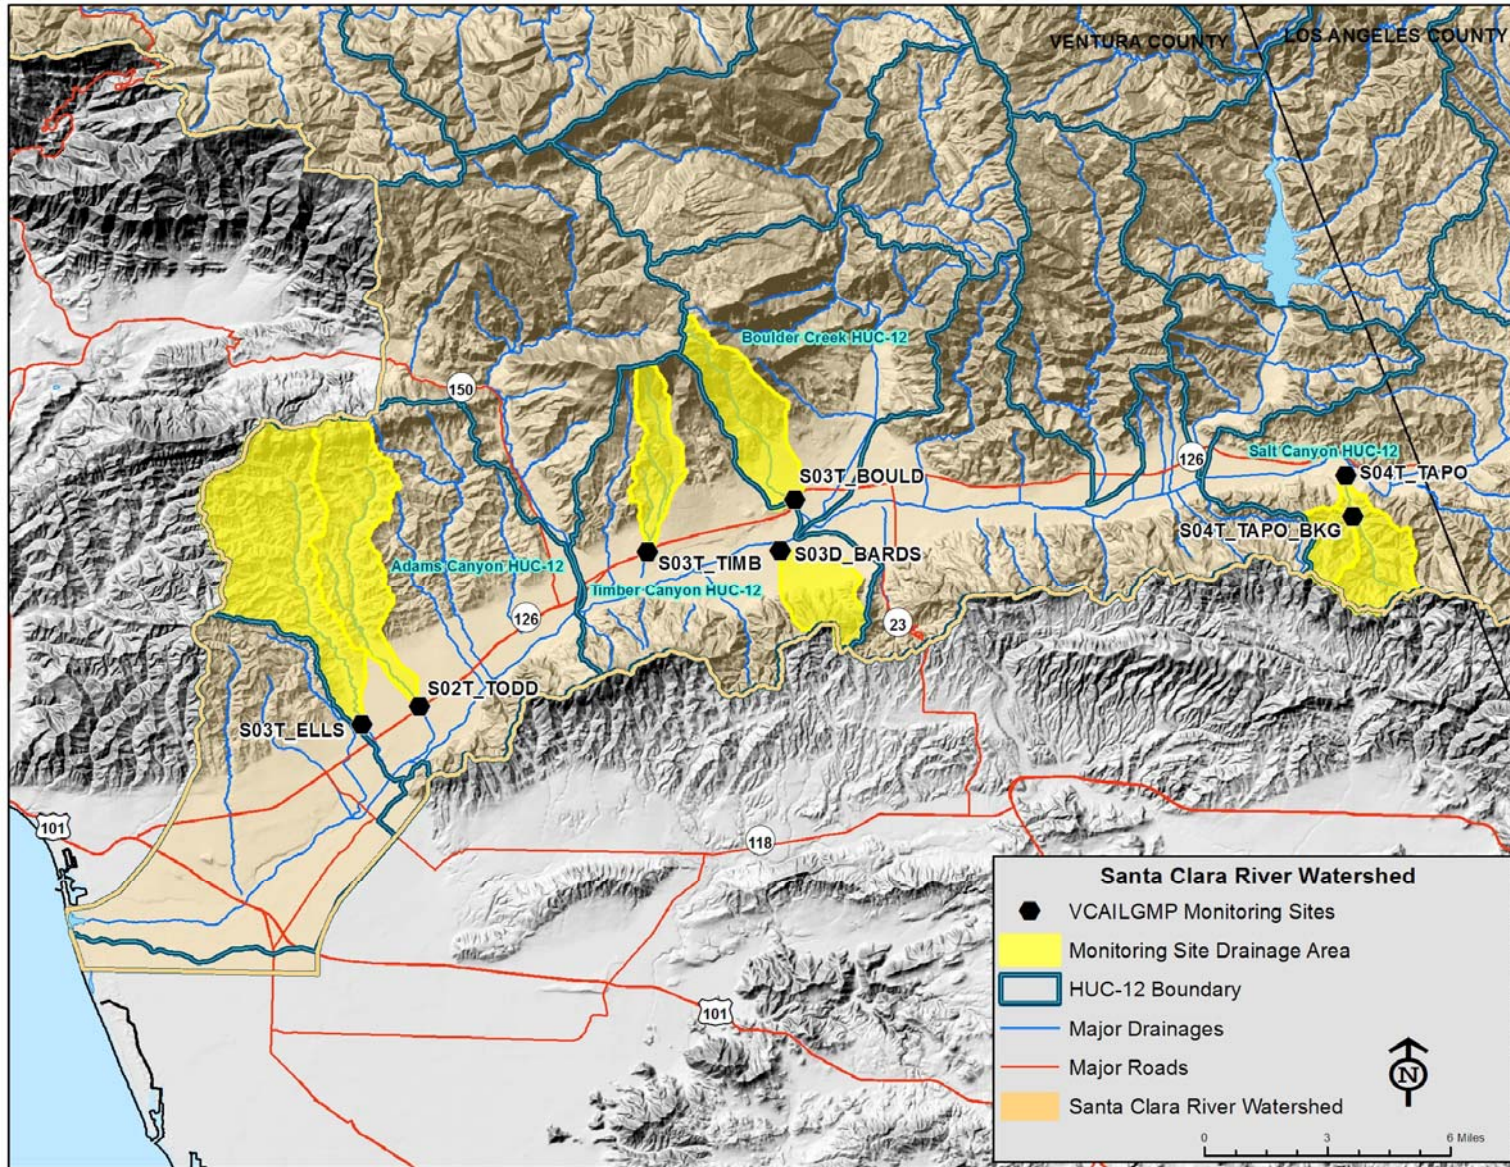 VENTURA COUNTY
LOS ANGELES COUNTY
Boulder Creek HUC-12
150
S03T_BOULD
126
Salt Canyon HUC-12
S04T_TAPO
S04T_TAPO_BKG
Adams Canyon HUC-12
S03T_TIMB
S03D_BARDS
Timber Canyon HUC-12
126
23
S02T_TODD
S03T_ELLS
101
118
101
Santa Clara River Watershed
VCAILGMP Monitoring Sites
Monitoring Site Drainage Area
HUC-12 Boundary
Major Drainages
Major Roads
Santa Clara River Watershed
N
0 3 6 Miles